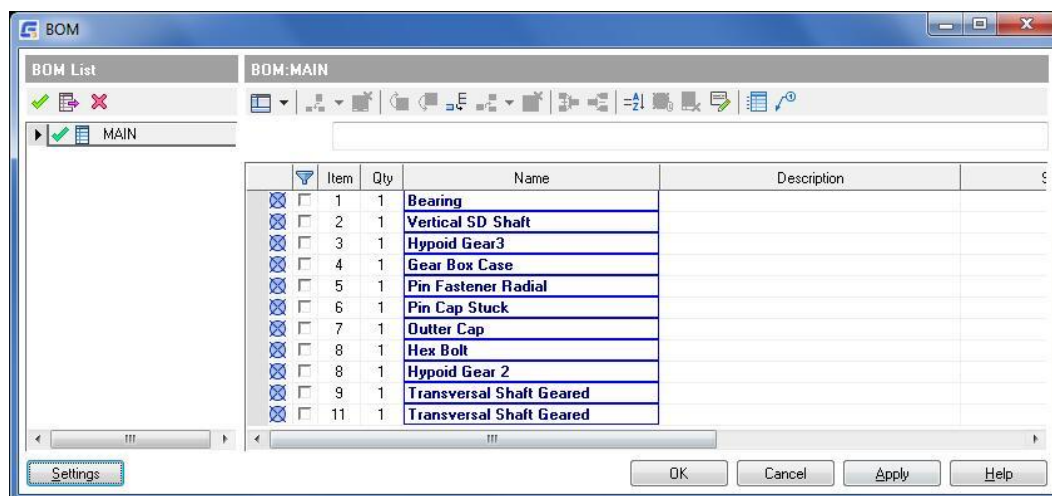 BOM
BOM List
BOM:MAIN
MAIN
Item Qty Name Description
1 1 Bearing
2 1 Vertical SD Shaft
3 1 Hypoid Gear3
4 1 Gear Box Case
5 1 Pin Fastener Radial
6 1 Pin Cap Stuck
7 1 Outter Cap
8 1 Hex Bolt
8 1 Hypoid Gear 2
9 1 Transversal Shaft Geared
11 1 Transversal Shaft Geared
Settings OK Cancel Apply Help